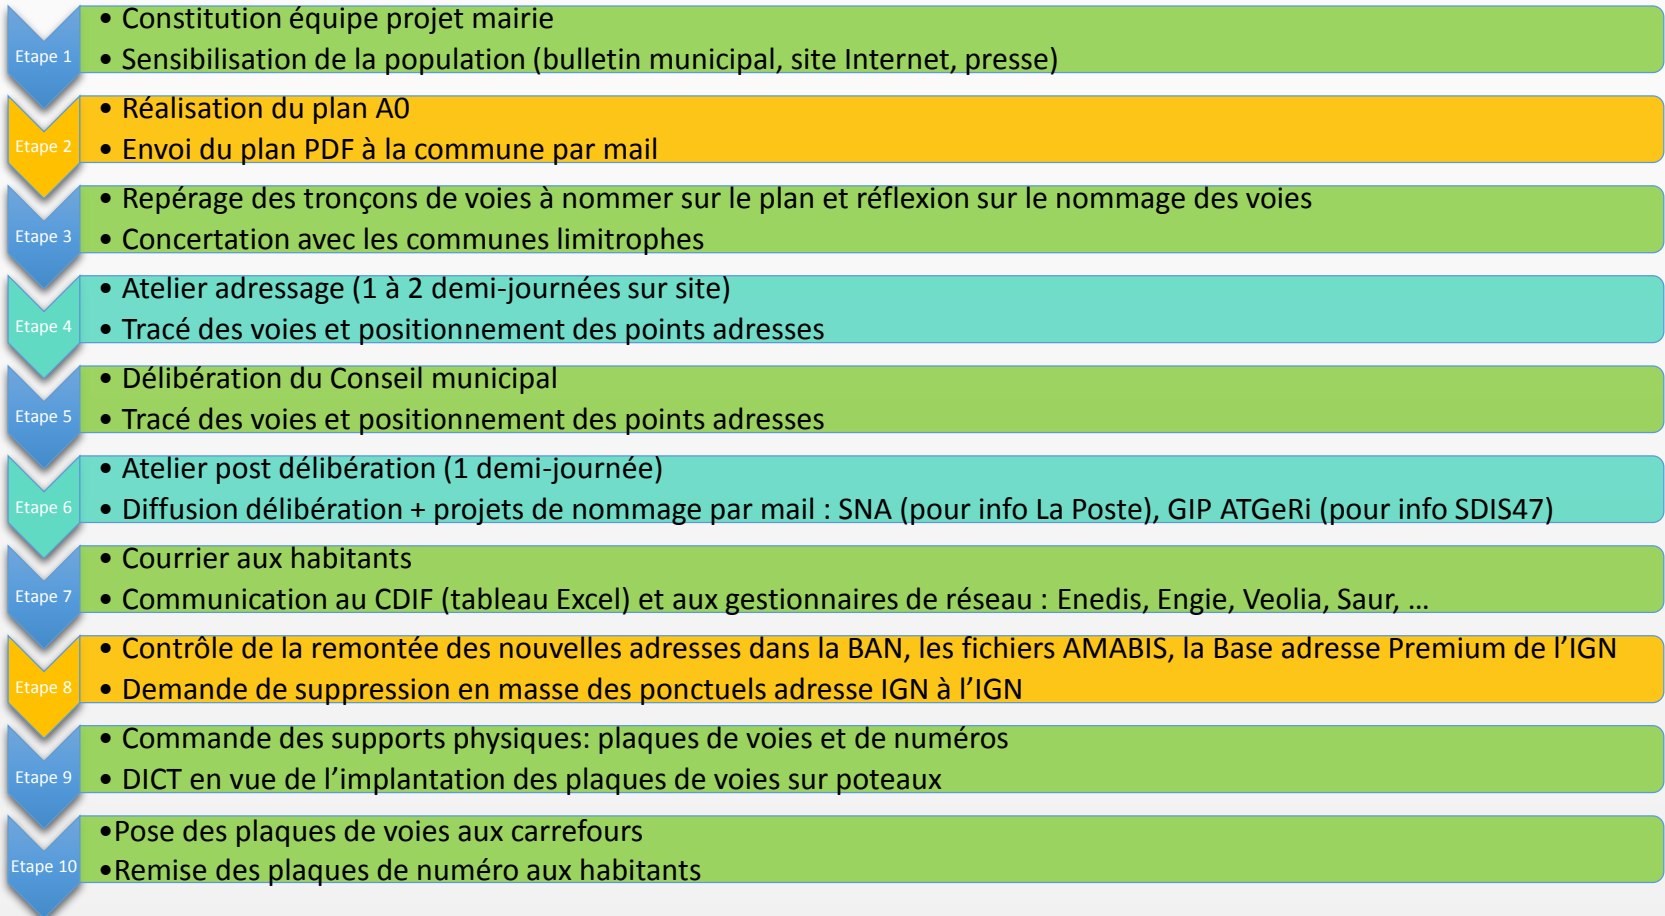 Etape 1
• Constitution équipe projet mairie
• Sensibilisation de la population (bulletin municipal, site Internet, presse)
Etape 2
• Réalisation du plan A0
• Envoi du plan PDF à la commune par mail
Etape 3
• Repérage des tronçons de voies à nommer sur le plan et réflexion sur le nommage des voies
• Concertation avec les communes limitrophes
Etape 4
• Atelier adressage (1 à 2 demi-journées sur site)
• Tracé des voies et positionnement des points adresses
Etape 5
• Délibération du Conseil municipal
• Tracé des voies et positionnement des points adresses
Etape 6
• Atelier post délibération (1 demi-journée)
• Diffusion délibération + projets de nommage par mail : SNA (pour info La Poste), GIP ATGeRi (pour info SDIS47)
Etape 7
• Courrier aux habitants
• Communication au CDIF (tableau Excel) et aux gestionnaires de réseau : Enedis, Engie, Veolia, Saur, …
Etape 8
• Contrôle de la remontée des nouvelles adresses dans la BAN, les fichiers AMABIS, la Base adresse Premium de l’IGN
• Demande de suppression en masse des ponctuels adresse IGN à l’IGN
Etape 9
• Commande des supports physiques: plaques de voies et de numéros
• DICT en vue de l’implantation des plaques de voies sur poteaux
Etape 10
•Pose des plaques de voies aux carrefours
•Remise des plaques de numéro aux habitants